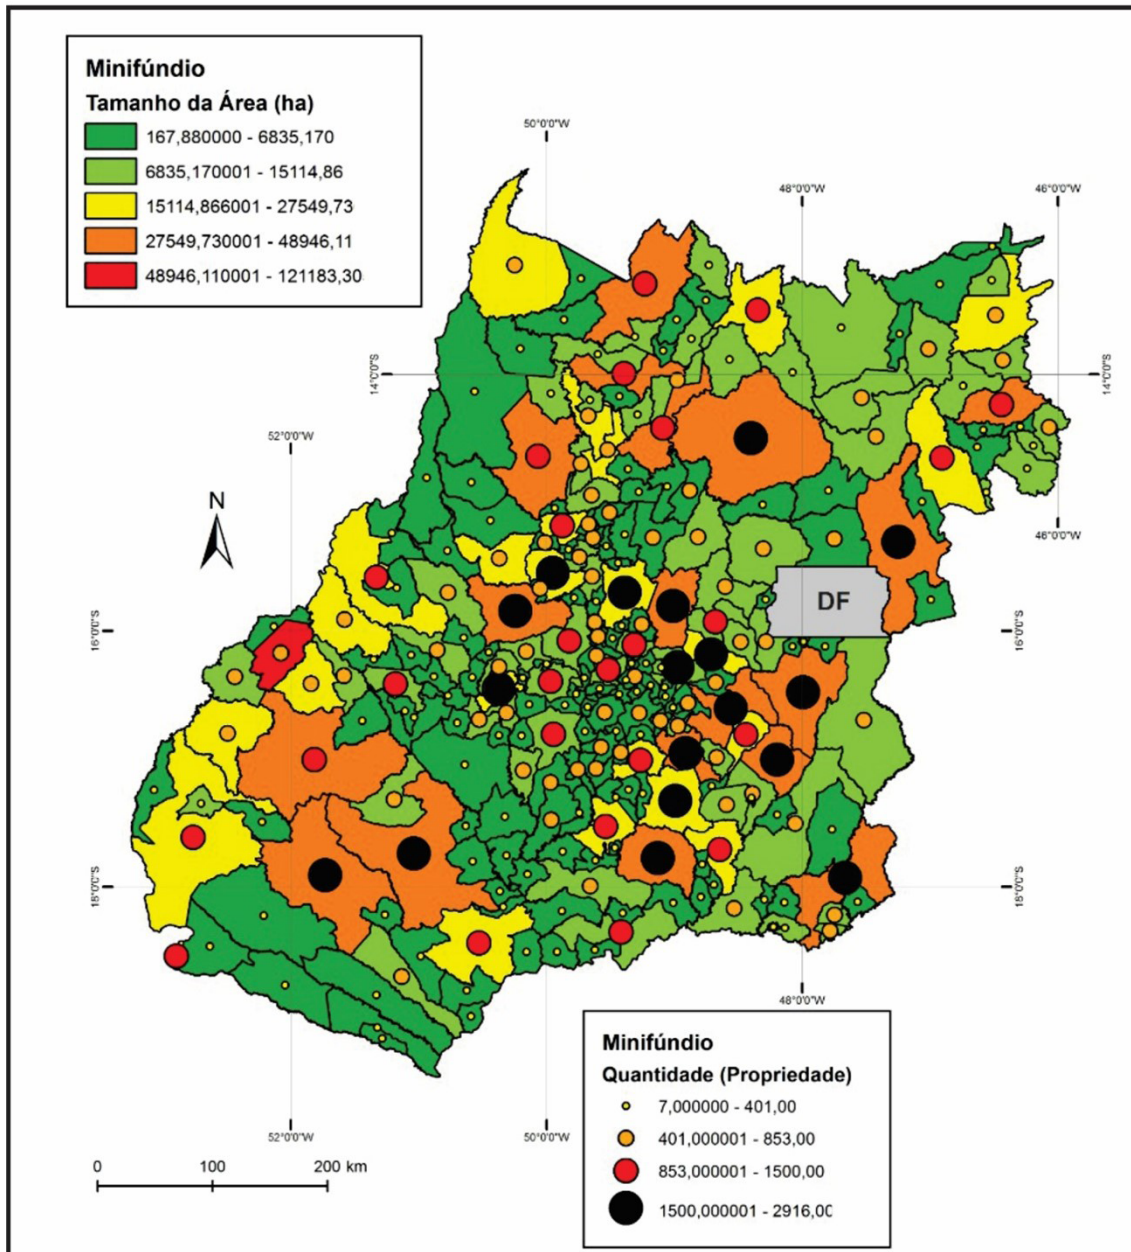 Minifúndio
Tamanho da Área (ha)
167,880000 - 6835,170
6835,170001 - 15114,86
15114,866001 - 27549,73
27549,730001 - 48946,11
48946,110001 - 121183,30
50°0'0"W
48°0'0"W
46°0'0"W
14°0'0"S
14°0'0"S
52°0'0"W
N
46°0'0"W
DF
16°0'0"S
16°0'0"S
18°0'0"S
18°0'0"S
48°0'0"W
52°0'0"W
50°0'0"W
0 100 200 km
Minifúndio
Quantidade (Propriedade)
7,000000 - 401,00
401,000001 - 853,00
853,000001 - 1500,00
1500,000001 - 2916,00